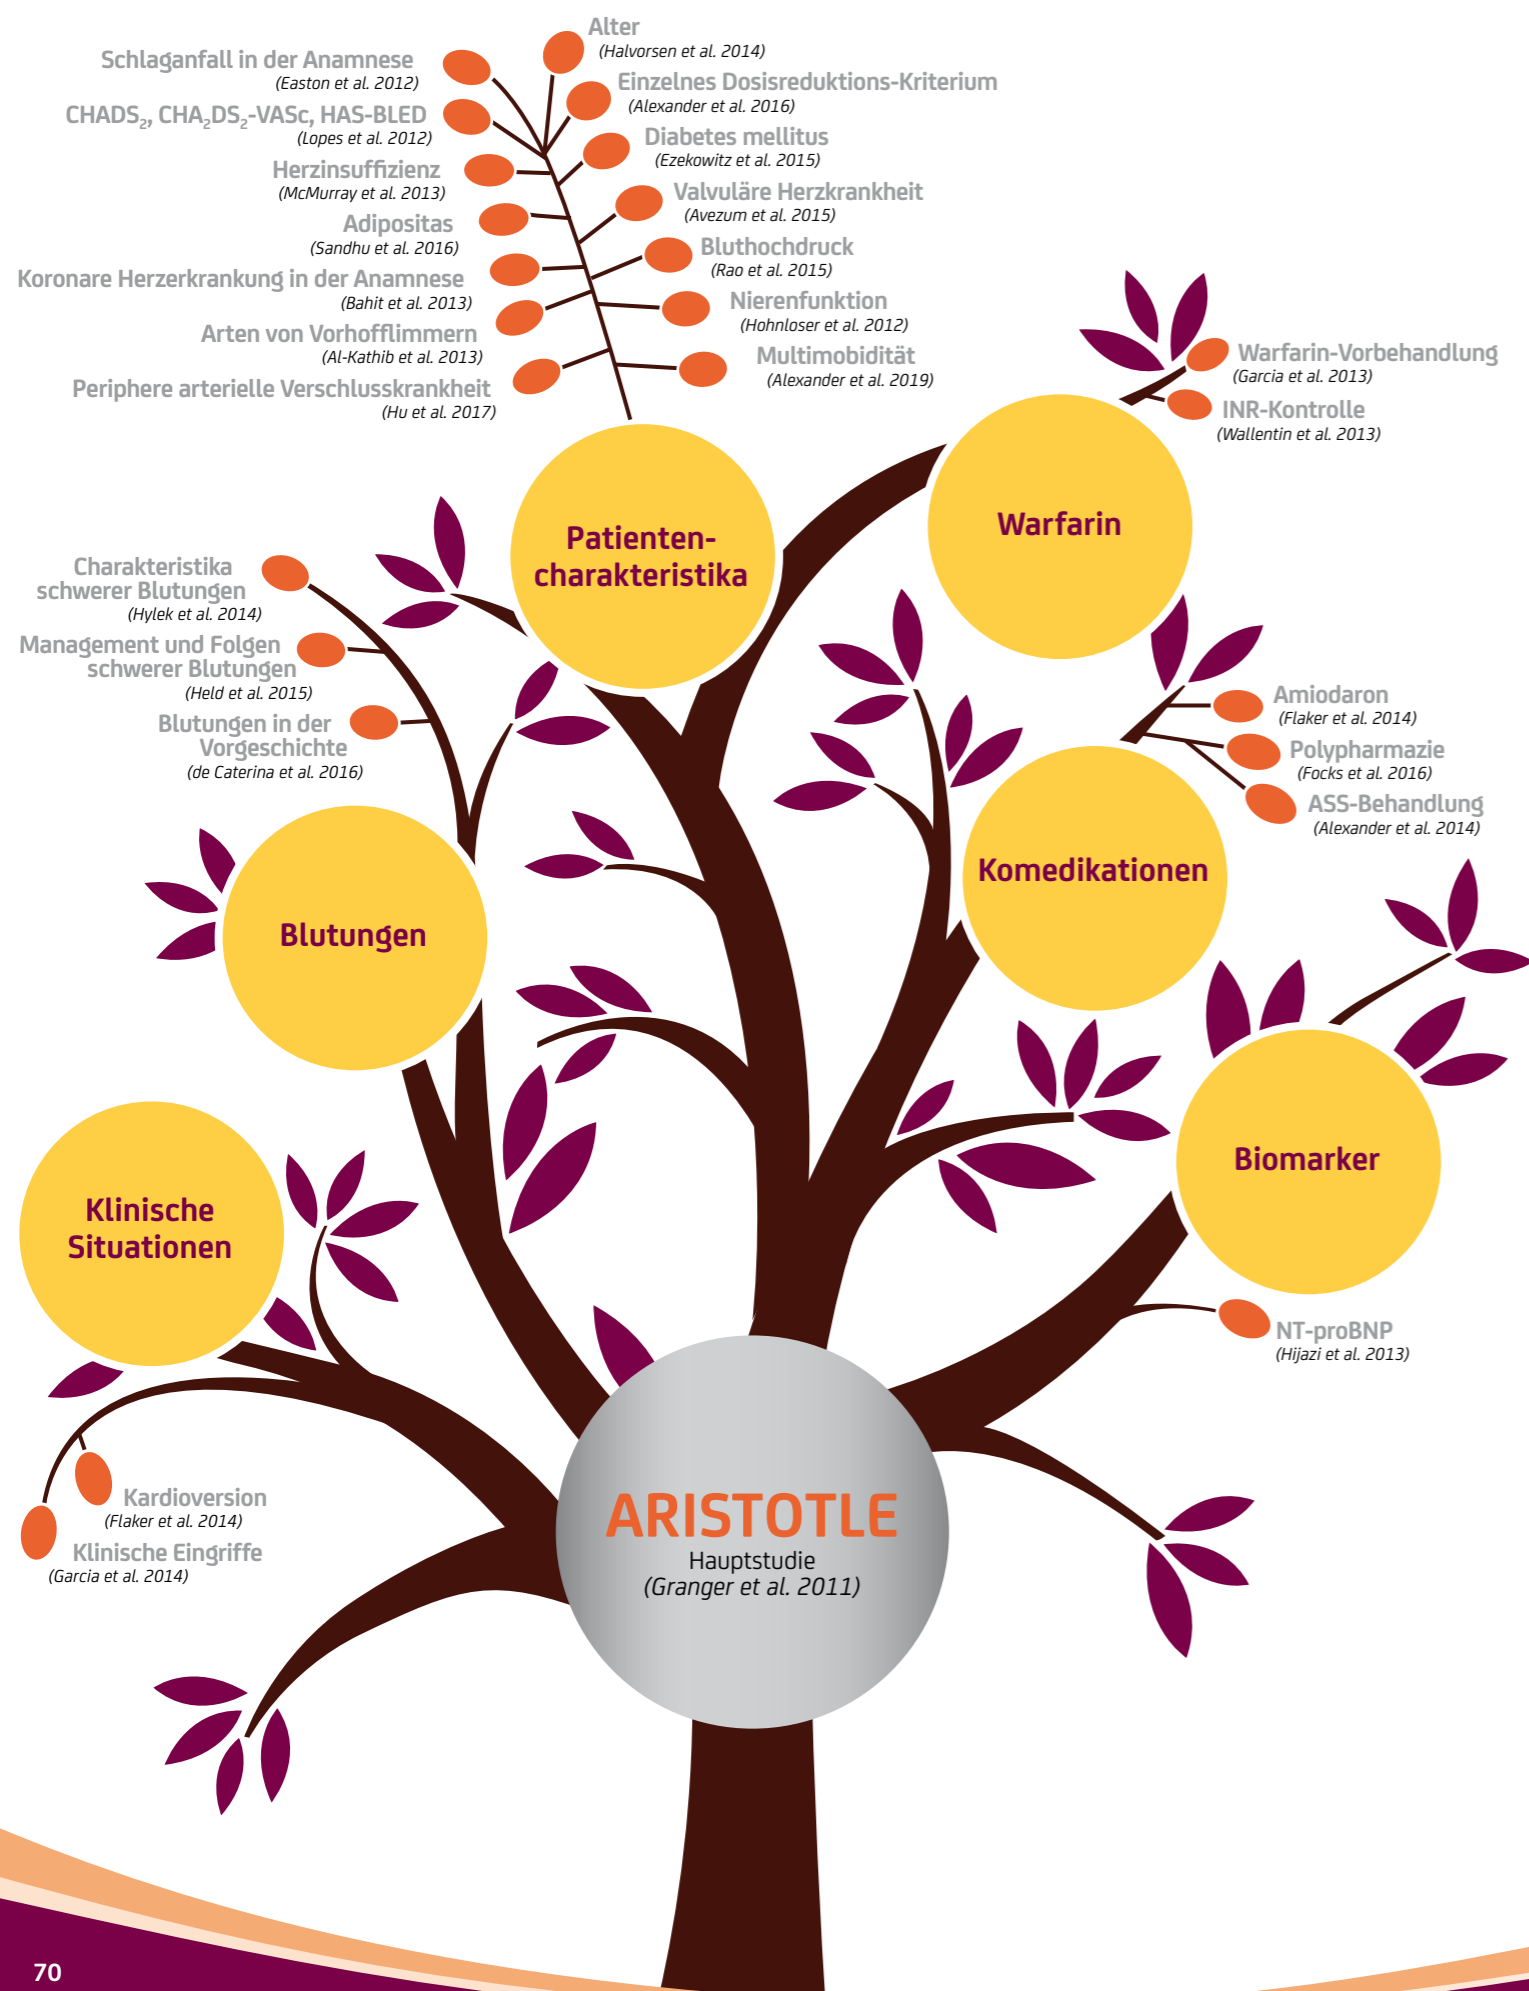 Schlaganfall in der Anamnese
(Easton et al. 2012)
CHADS₂, CHA₂DS₂-VASc, HAS-BLED
(Lopes et al. 2012)
Herzinsuffizienz
(McMurray et al. 2013)
Adipositas
(Sandhu et al. 2016)
Koronare Herzerkrankung in der Anamnese
(Bahit et al. 2013)
Arten von Vorhofflimmern
(Al-Kathib et al. 2013)
Periphere arterielle Verschlusskrankheit
(Hu et al. 2017)
Alter
(Halvorsen et al. 2014)
Einzelnes Dosisreduktions-Kriterium
(Alexander et al. 2016)
Diabetes mellitus
(Ezekowitz et al. 2015)
Valvuläre Herzkrankheit
(Avezum et al. 2015)
Bluthochdruck
(Rao et al. 2015)
Nierenfunktion
(Hohnloser et al. 2012)
Multimobidität
(Alexander et al. 2019)
Patienten-
charakteristika
Warfarin-Vorbehandlung
(Garcia et al. 2013)
INR-Kontrolle
(Wallentin et al. 2013)
Warfarin
Charakteristika
schwerer Blutungen
(Hylek et al. 2014)
Management und Folgen
schwerer Blutungen
(Held et al. 2015)
Blutungen in der
Vorgeschichte
(de Caterina et al. 2016)
Blutungen
Amiodaron
(Flaker et al. 2014)
Polypharmazie
(Focks et al. 2016)
ASS-Behandlung
(Alexander et al. 2014)
Komedikationen
Biomarker
NT-proBNP
(Hijazi et al. 2013)
Klinische
Situationen
Kardioversion
(Flaker et al. 2014)
Klinische Eingriffe
(Garcia et al. 2014)
ARISTOTLE
Hauptstudie
(Granger et al. 2011)
70